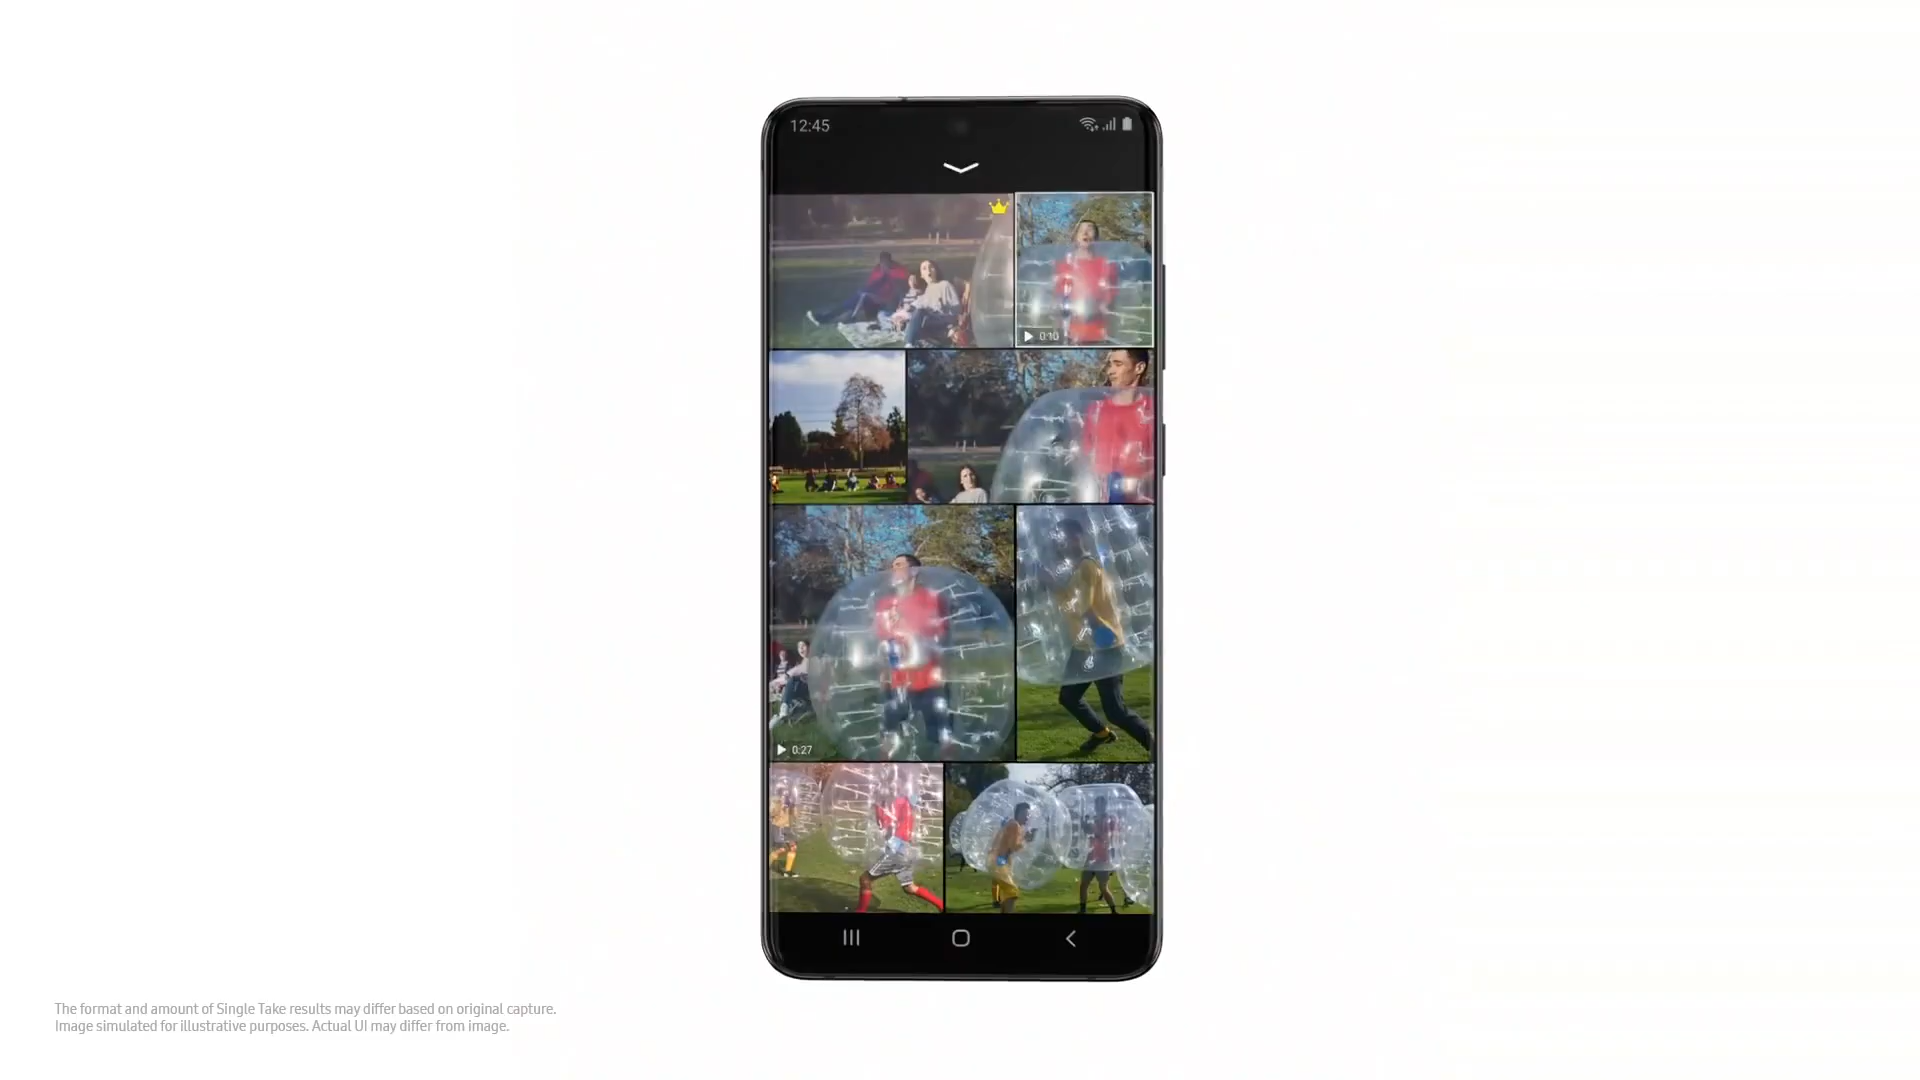 12:45
0:10
0:27
The format and amount of Single Take results may differ based on original capture.
Image simulated for illustrative purposes. Actual UI may differ from image.